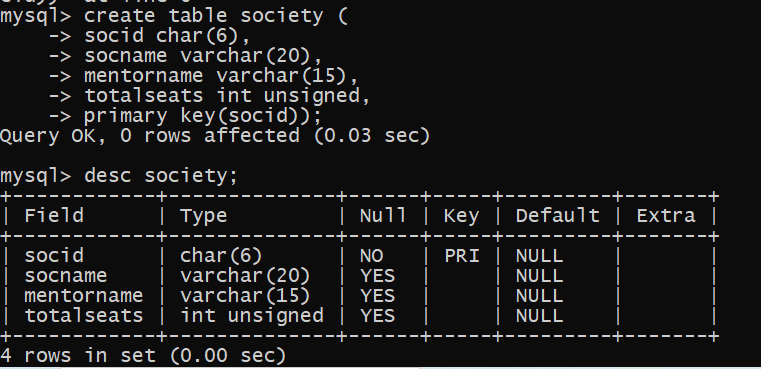 mysql> create table society (
    -> socid char(6),
    -> socname varchar(20),
    -> mentorname varchar(15),
    -> totalseats int unsigned,
    -> primary key(socid));
Query OK, 0 rows affected (0.03 sec)

mysql> desc society;
+------------+--------------+------+-----+---------+-------+
| Field      | Type         | Null | Key | Default | Extra |
+------------+--------------+------+-----+---------+-------+
| socid      | char(6)      | NO   | PRI | NULL    |       |
| socname    | varchar(20)  | YES  |     | NULL    |       |
| mentorname | varchar(15)  | YES  |     | NULL    |       |
| totalseats | int unsigned | YES  |     | NULL    |       |
+------------+--------------+------+-----+---------+-------+
4 rows in set (0.00 sec)